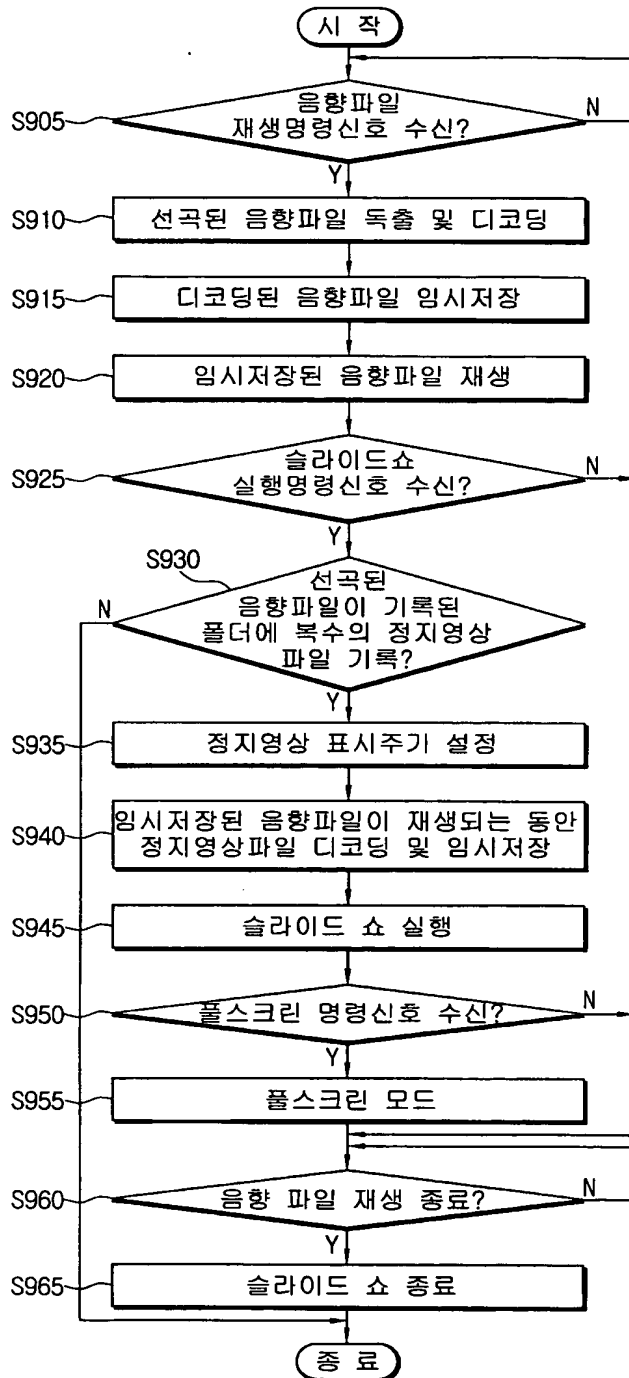 시 작
음향파일
S905
재생명령신호 수신?
N
Y
S910
선곡된 음향파일 독출 및 디코딩
S915
디코딩된 음향파일 임시저장
S920
임시저장된 음향파일 재생
슬라이드쇼
S925
실행명령신호 수신?
N
Y
S930
선곡된
N
음향파일이 기록된
폴더에 복수의 정지영상
파일 기록?
Y
S935
정지영상 표시주기 설정
S940
임시저장된 음향파일이 재생되는 동안
정지영상파일 디코딩 및 임시저장
S945
슬라이드 쇼 실행
S950
풀스크린 명령신호 수신?
N
Y
S955
풀스크린 모드
S960
음향 파일 재생 종료?
N
Y
S965
슬라이드 쇼 종료
종 료